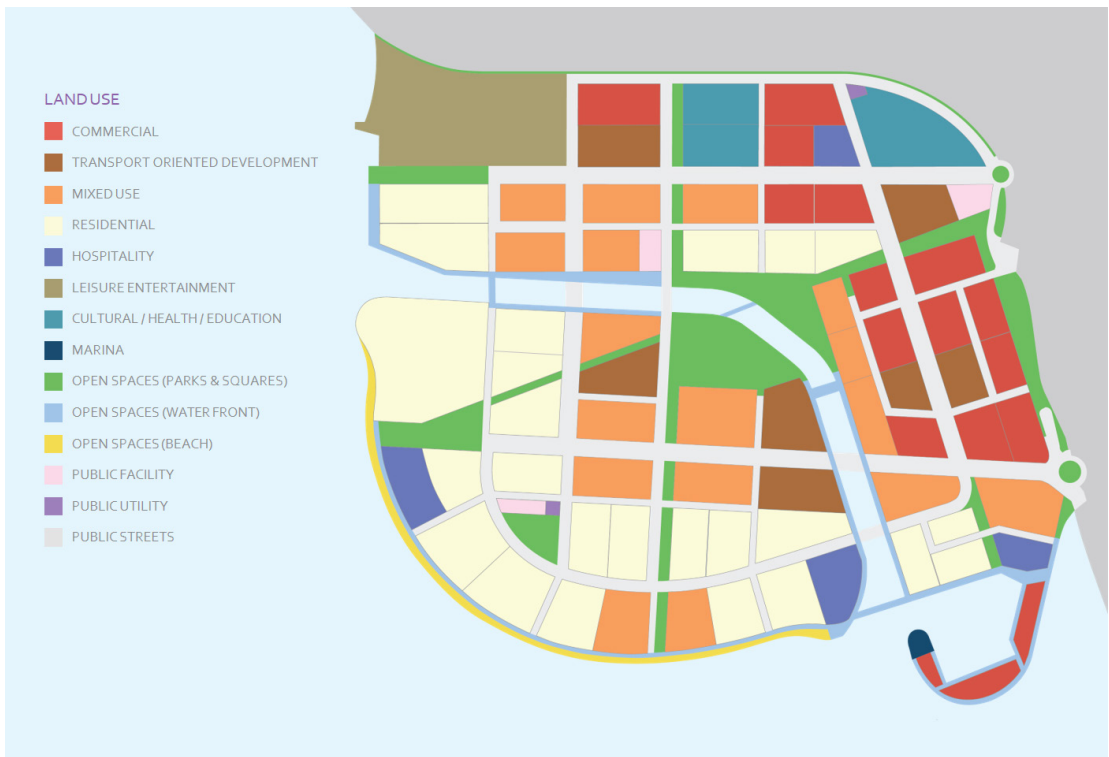 LAND USE
COMMERCIAL
TRANSPORT ORIENTED DEVELOPMENT
MIXED USE
RESIDENTIAL
HOSPITALITY
LEISURE ENTERTAINMENT
CULTURAL / HEALTH / EDUCATION
MARINA
OPEN SPACES (PARKS & SQUARES)
OPEN SPACES (WATER FRONT)
OPEN SPACES (BEACH)
PUBLIC FACILITY
PUBLIC UTILITY
PUBLIC STREETS